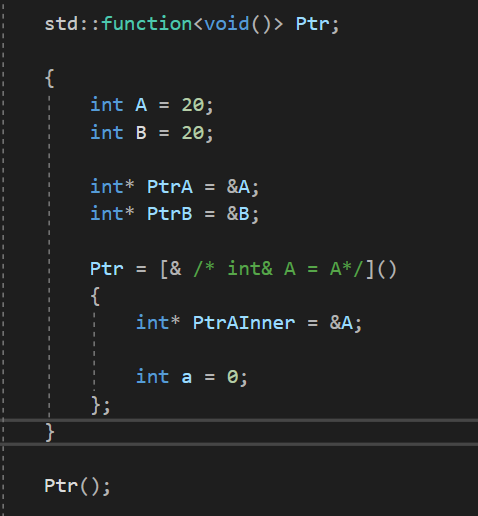 std::function<void()> Ptr;
{
int A = 20;
int B = 20;
int* PtrA = &A;
int* PtrB = &B;
Ptr = [& /* int& A = A*/]()
{
int* PtrAInner = &A;
int a = 0;
};
}
Ptr();